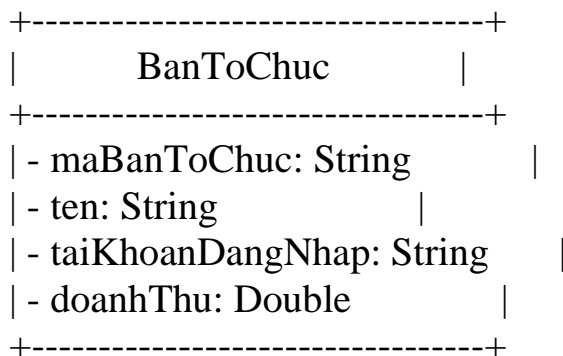 +----------------------------------+
| BanToChuc |
+----------------------------------+
| - maBanToChuc: String |
| - ten: String |
| - taiKhoanDangNhap: String |
| - doanhThu: Double |
+----------------------------------+